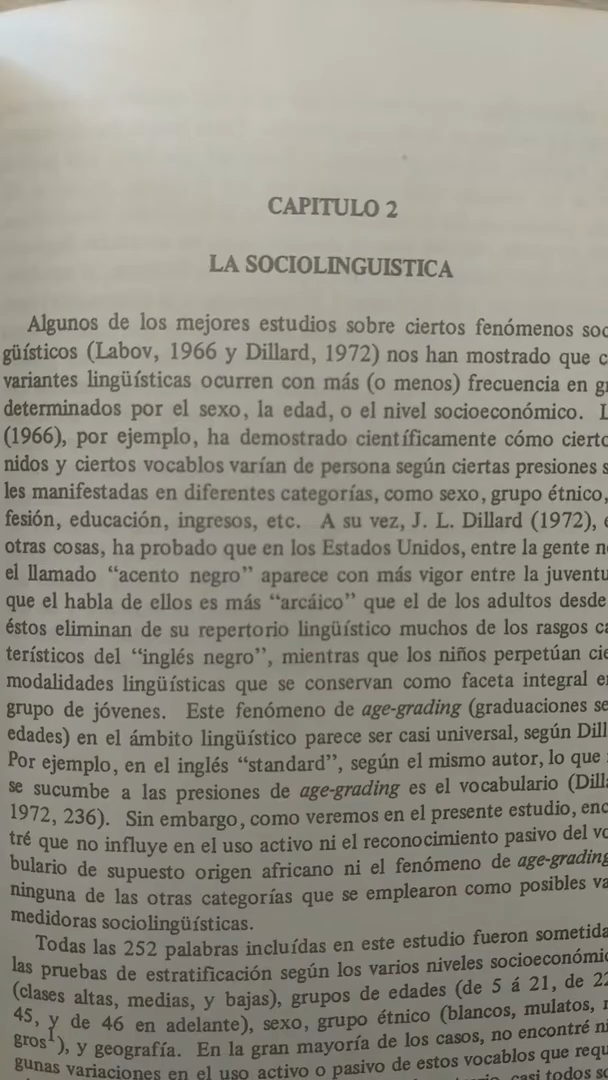 CAPITULO 2
LA SOCIOLINGUISTICA
Algunos de los mejores estudios sobre ciertos fenómenos soc
güísticos (Labov, 1966 y Dillard, 1972) nos han mostrado que c
variantes lingüísticas ocurren con más (o menos) frecuencia en g
determinados por el sexo, la edad, o el nivel socioeconómico. L
(1966), por ejemplo, ha demostrado científicamente cómo cierto
nidos y ciertos vocablos varían de persona según ciertas presiones s
les manifestadas en diferentes categorías, como sexo, grupo étnico,
fesión, educación, ingresos, etc. A su vez, J. L. Dillard (1972), e
otras cosas, ha probado que en los Estados Unidos, entre la gente n
el llamado “acento negro” aparece con más vigor entre la juventu
que el habla de ellos es más “arcáico” que el de los adultos desde
éstos eliminan de su repertorio lingüístico muchos de los rasgos ca
terísticos del “inglés negro”, mientras que los niños perpetúan cie
modalidades lingüísticas que se conservan como faceta integral e
grupo de jóvenes. Este fenómeno de age-grading (graduaciones se
edades) en el ámbito lingüístico parece ser casi universal, según Dill
Por ejemplo, en el inglés “standard”, según el mismo autor, lo que
se sucumbe a las presiones de age-grading es el vocabulario (Dilla
1972, 236). Sin embargo, como veremos en el presente estudio, enc
tré que no influye en el uso activo ni el reconocimiento pasivo del vo
bulario de supuesto origen africano ni el fenómeno de age-grading
ninguna de las otras categorías que se emplearon como posibles va
medidoras sociolingüísticas.
Todas las 252 palabras incluídas en este estudio fueron sometida
las pruebas de estratificación según los varios niveles socioeconómic
(clases altas, medias, y bajas), grupos de edades (de 5 á 21, de 22
45, y de 46 en adelante), sexo, grupo étnico (blancos, mulatos, n
gros¹), y geografía. En la gran mayoría de los casos, no encontré ni
gunas variaciones en el uso activo o pasivo de estos vocablos que requ
casi todos so